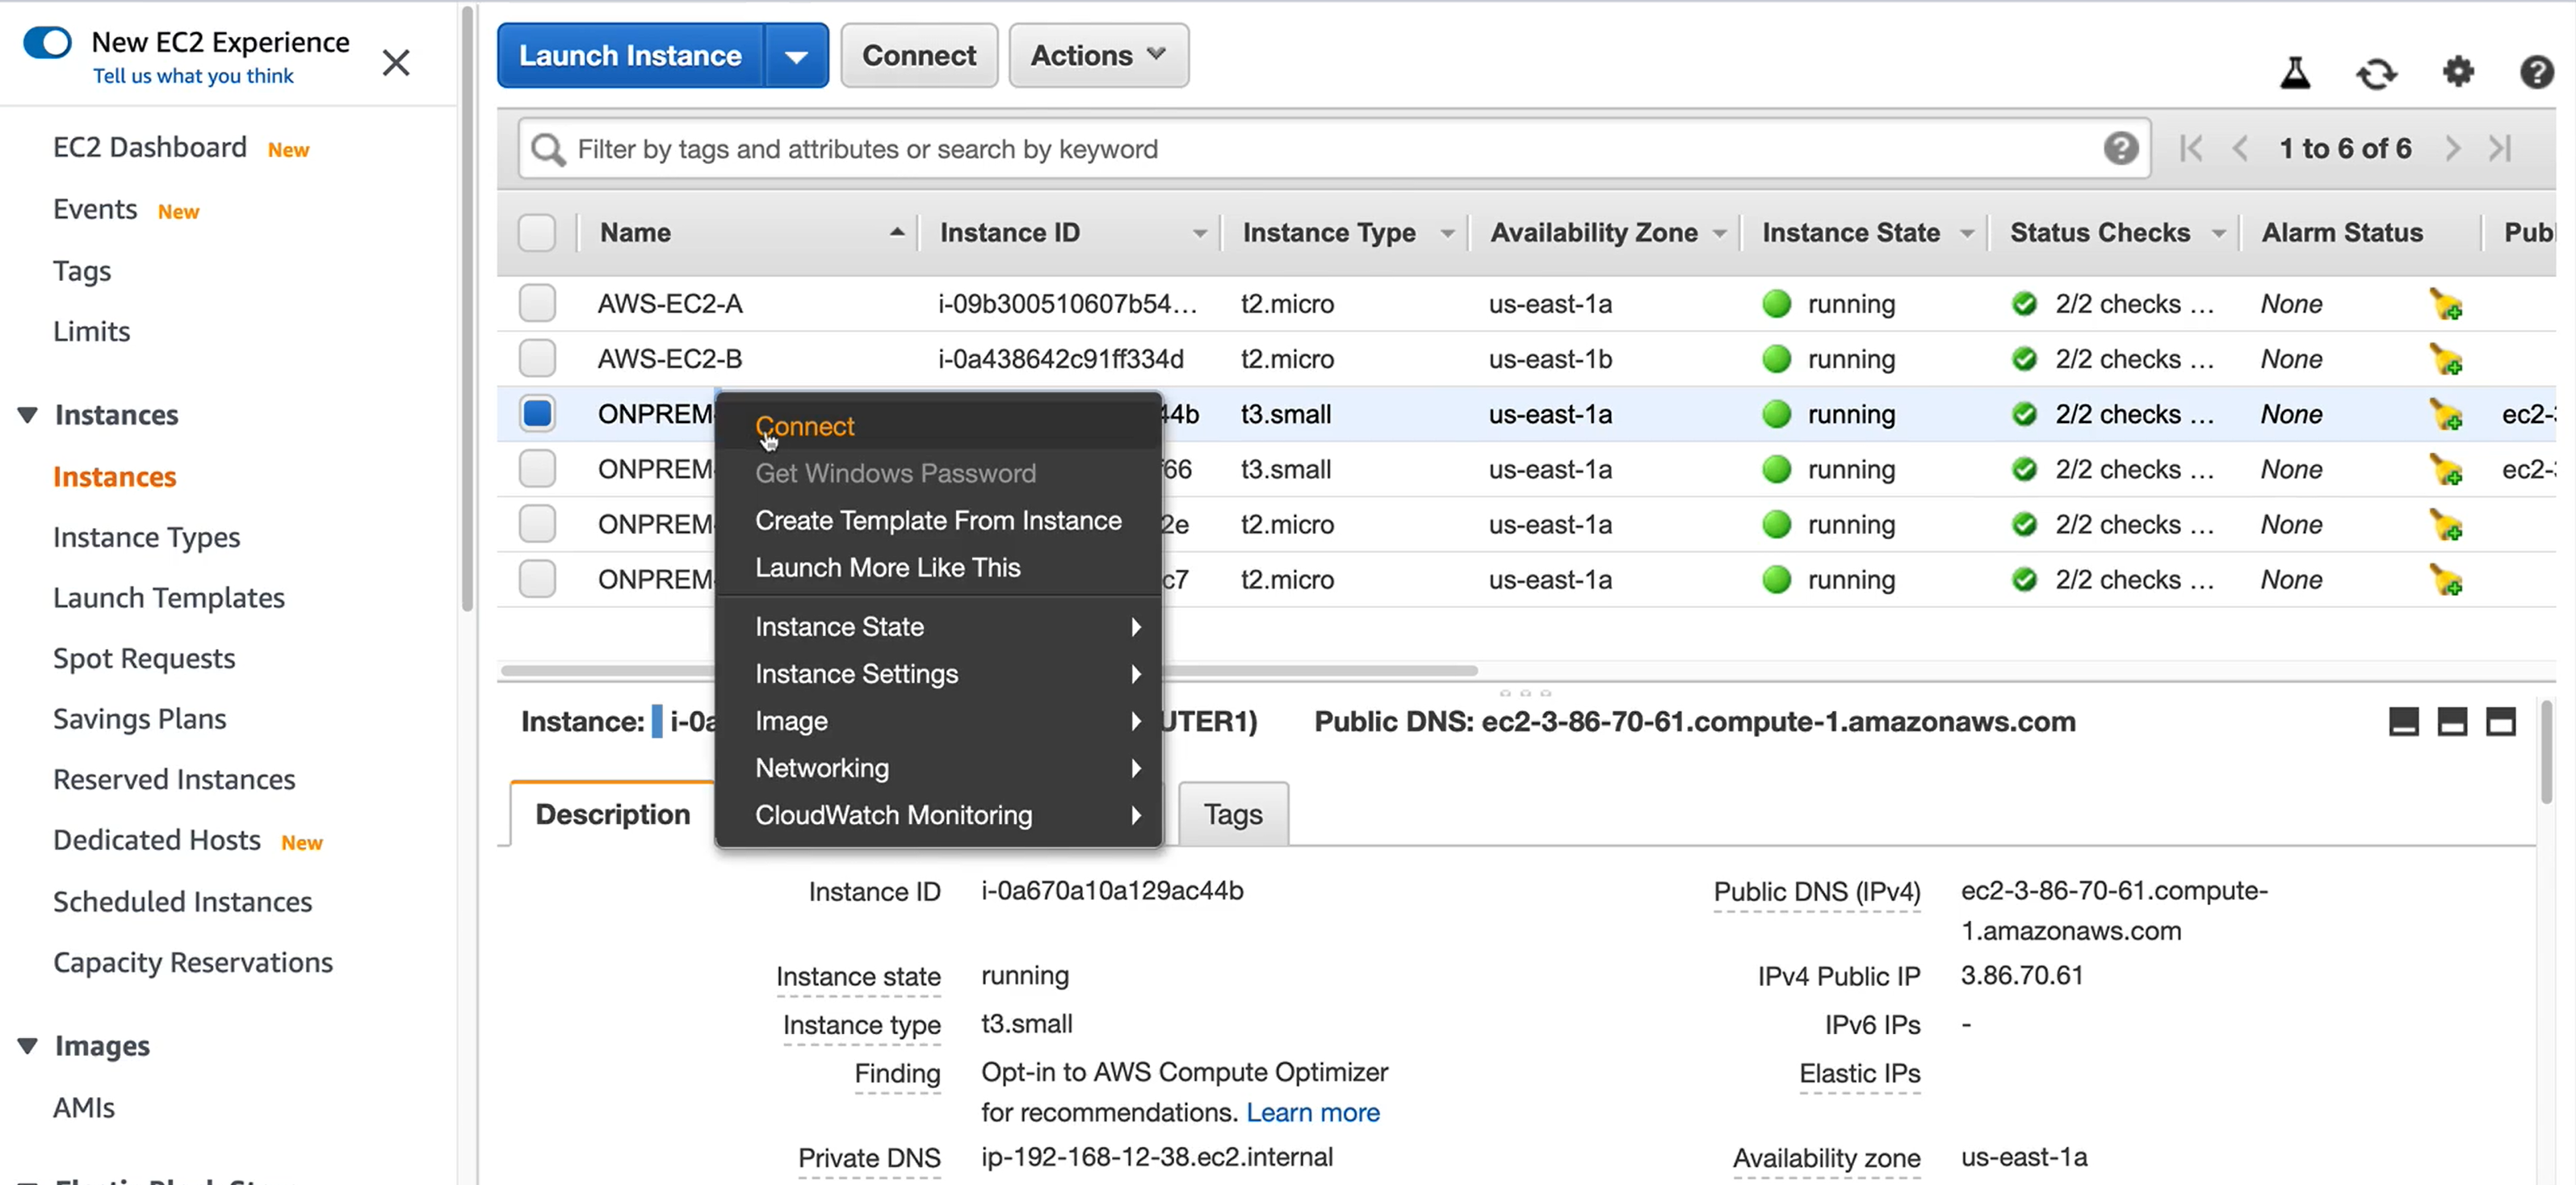 New EC2 Experience
Tell us what you think
EC2 Dashboard New
Events New
Tags
Limits
Instances
Instances
Instance Types
Launch Templates
Spot Requests
Savings Plans
Reserved Instances
Dedicated Hosts New
Scheduled Instances
Capacity Reservations
Images
AMIs
Launch Instance Connect Actions
Filter by tags and attributes or search by keyword
1 to 6 of 6
Name Instance ID Instance Type Availability Zone Instance State Status Checks Alarm Status Publ
AWS-EC2-A i-09b300510607b54... t2.micro us-east-1a running 2/2 checks ... None
AWS-EC2-B i-0a438642c91ff334d t2.micro us-east-1b running 2/2 checks ... None
ONPREM- 44b t3.small us-east-1a running 2/2 checks ... None ec2-
ONPREM- f66 t3.small us-east-1a running 2/2 checks ... None ec2-
ONPREM- 2e t2.micro us-east-1a running 2/2 checks ... None
ONPREM- c7 t2.micro us-east-1a running 2/2 checks ... None
Connect
Get Windows Password
Create Template From Instance
Launch More Like This
Instance State
Instance Settings
Image
Networking
CloudWatch Monitoring
Instance: i-0a UTER1) Public DNS: ec2-3-86-70-61.compute-1.amazonaws.com
Description Tags
Instance ID i-0a670a10a129ac44b
Instance state running
Instance type t3.small
Finding Opt-in to AWS Compute Optimizer
for recommendations. Learn more
Private DNS ip-192-168-12-38.ec2.internal
Public DNS (IPv4) ec2-3-86-70-61.compute-
1.amazonaws.com
IPv4 Public IP 3.86.70.61
IPv6 IPs -
Elastic IPs
Availability zone us-east-1a